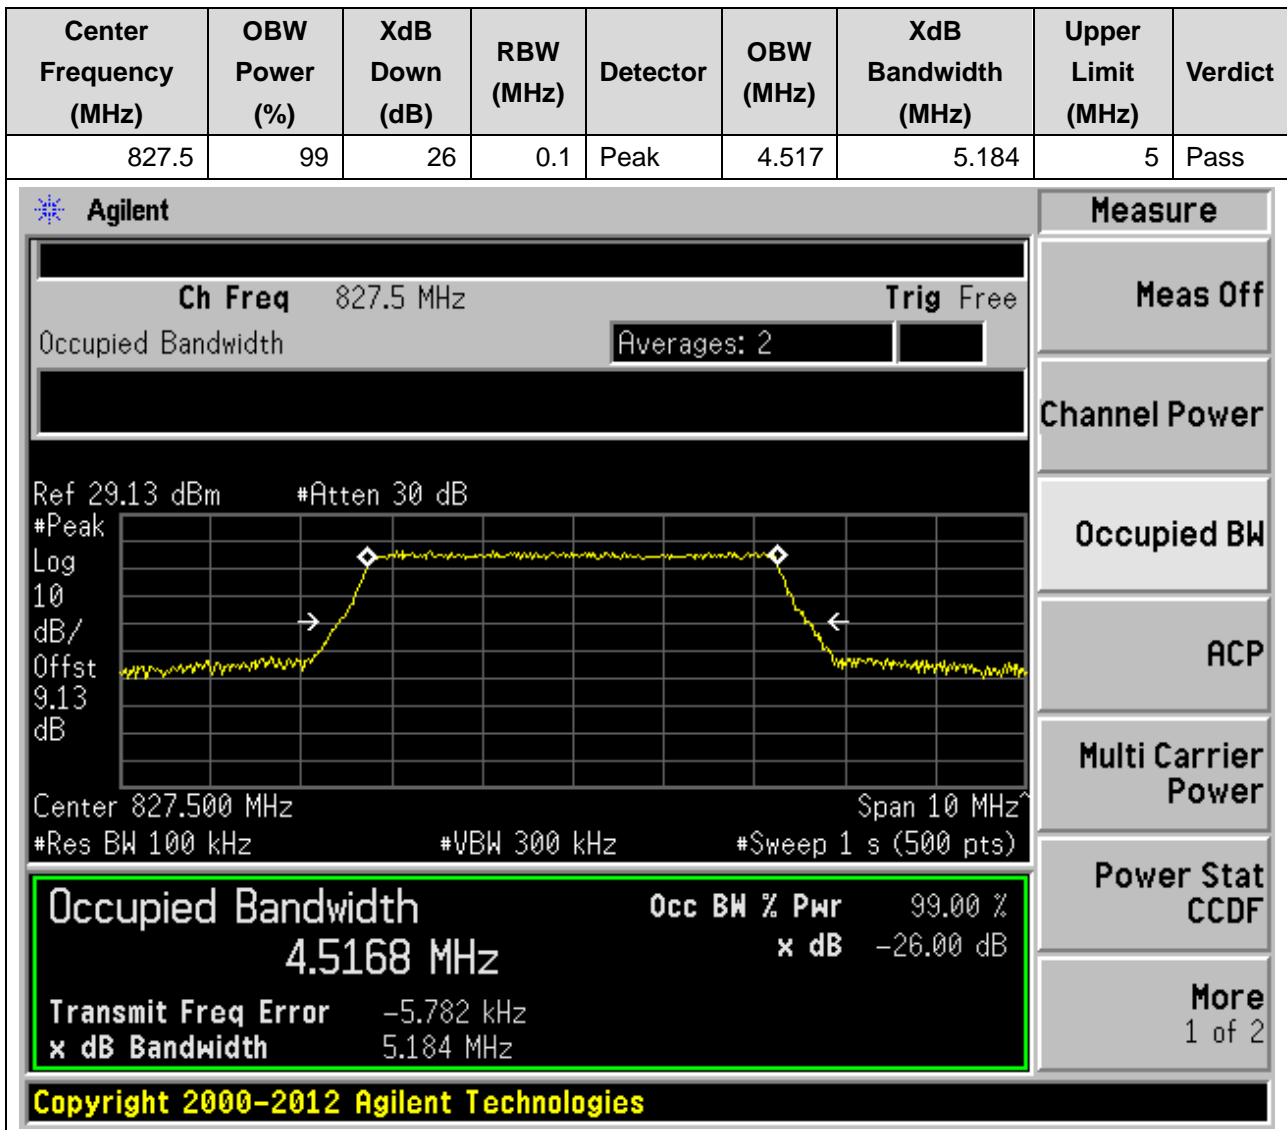 Center Frequency (MHz) OBW Power (%) XdB Down (dB) RBW (MHz) Detector OBW (MHz) XdB Bandwidth (MHz) Upper Limit (MHz) Verdict
827.5 99 26 0.1 Peak 4.517 5.184 5 Pass
Agilent
Measure
Ch Freq 827.5 MHz Trig Free
Meas Off
Occupied Bandwidth Averages: 2
Channel Power
Ref 29.13 dBm #Atten 30 dB
#Peak
Log
10
dB/
Offst
9.13
dB
Occupied BW
ACP
Multi Carrier
Power
Center 827.500 MHz Span 10 MHz^
#Res BW 100 kHz #VBW 300 kHz #Sweep 1 s (500 pts)
Power Stat
CCDF
Occupied Bandwidth Occ BW % Pwr 99.00 %
4.5168 MHz x dB -26.00 dB
Transmit Freq Error -5.782 kHz
x dB Bandwidth 5.184 MHz
More
1 of 2
Copyright 2000-2012 Agilent Technologies